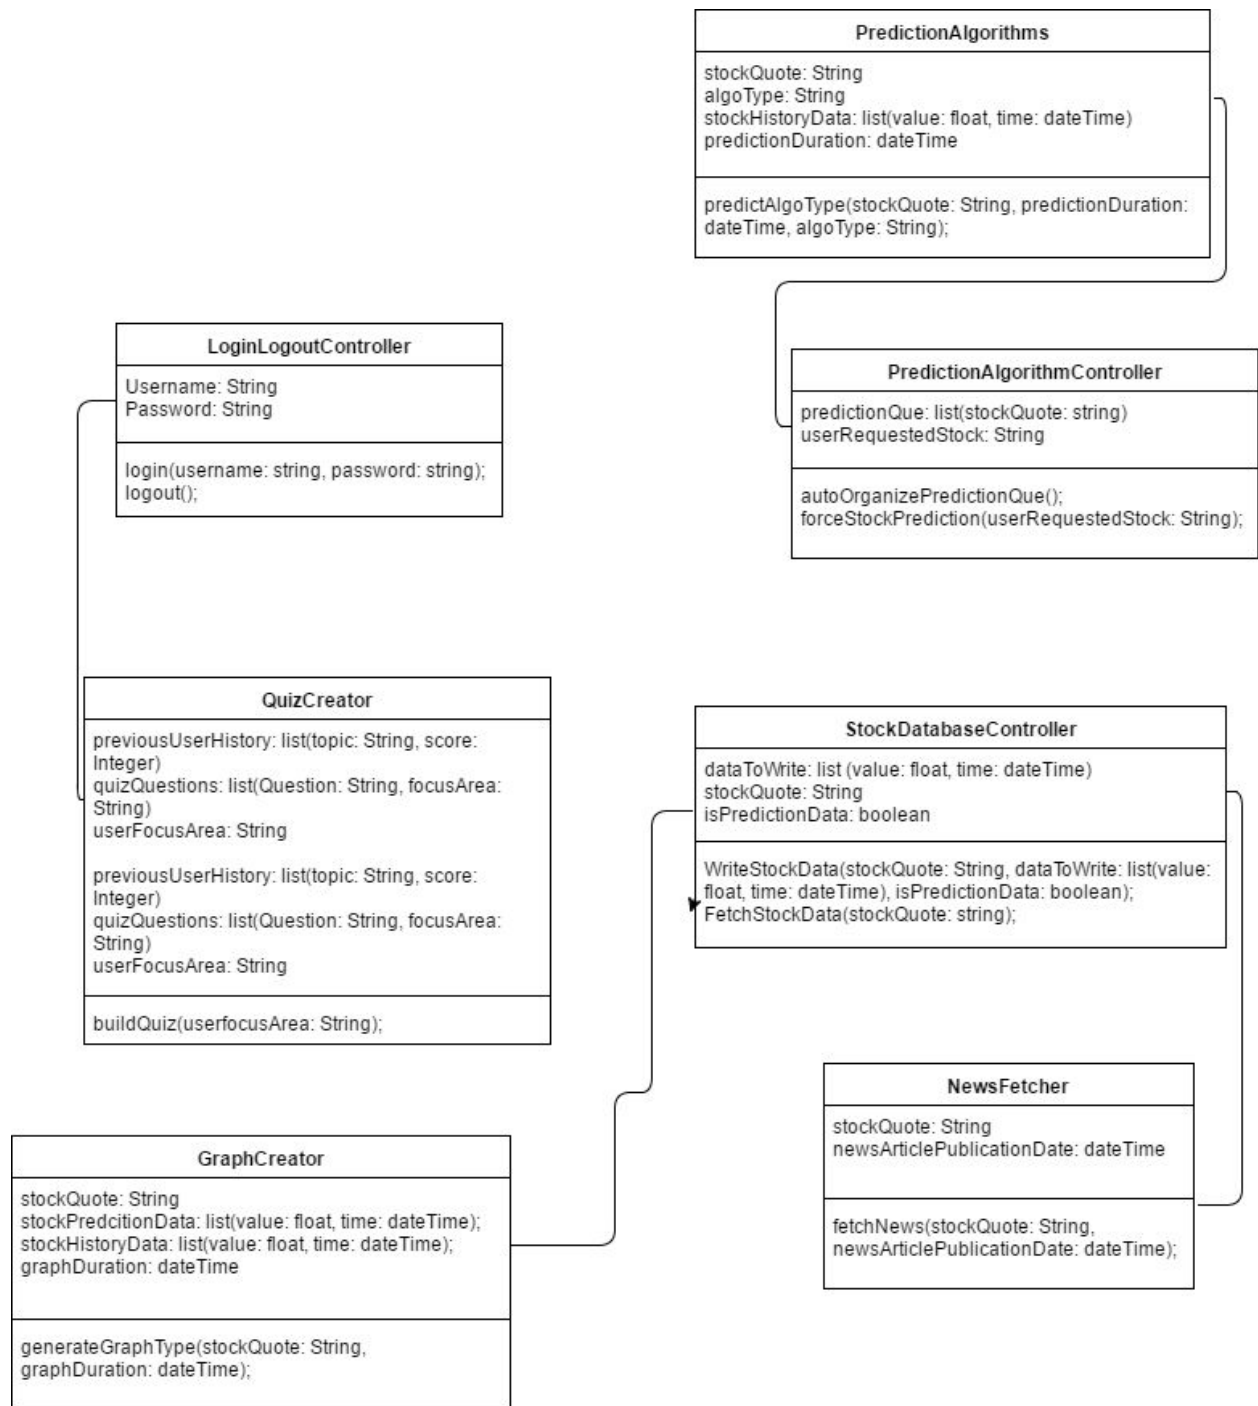 PredictionAlgorithms
stockQuote: String
algoType: String
stockHistoryData: list(value: float, time: dateTime)
predictionDuration: dateTime
predictAlgoType(stockQuote: String, predictionDuration:
dateTime, algoType: String);
LoginLogoutController
Username: String
Password: String
login(username: string, password: string);
logout();
PredictionAlgorithmController
predictionQue: list(stockQuote: string)
userRequestedStock: String
autoOrganizePredictionQue();
forceStockPrediction(userRequestedStock: String);
QuizCreator
previousUserHistory: list(topic: String, score:
Integer)
quizQuestions: list(Question: String, focusArea:
String)
userFocusArea: String
previousUserHistory: list(topic: String, score:
Integer)
quizQuestions: list(Question: String, focusArea:
String)
userFocusArea: String
buildQuiz(userfocusArea: String);
StockDatabaseController
dataToWrite: list (value: float, time: dateTime)
stockQuote: String
isPredictionData: boolean
WriteStockData(stockQuote: String, dataToWrite: list(value:
float, time: dateTime), isPredictionData: boolean);
FetchStockData(stockQuote: string);
NewsFetcher
stockQuote: String
newsArticlePublicationDate: dateTime
fetchNews(stockQuote: String,
newsArticlePublicationDate: dateTime);
GraphCreator
stockQuote: String
stockPredcitionData: list(value: float, time: dateTime);
stockHistoryData: list(value: float, time: dateTime);
graphDuration: dateTime
generateGraphType(stockQuote: String,
graphDuration: dateTime);